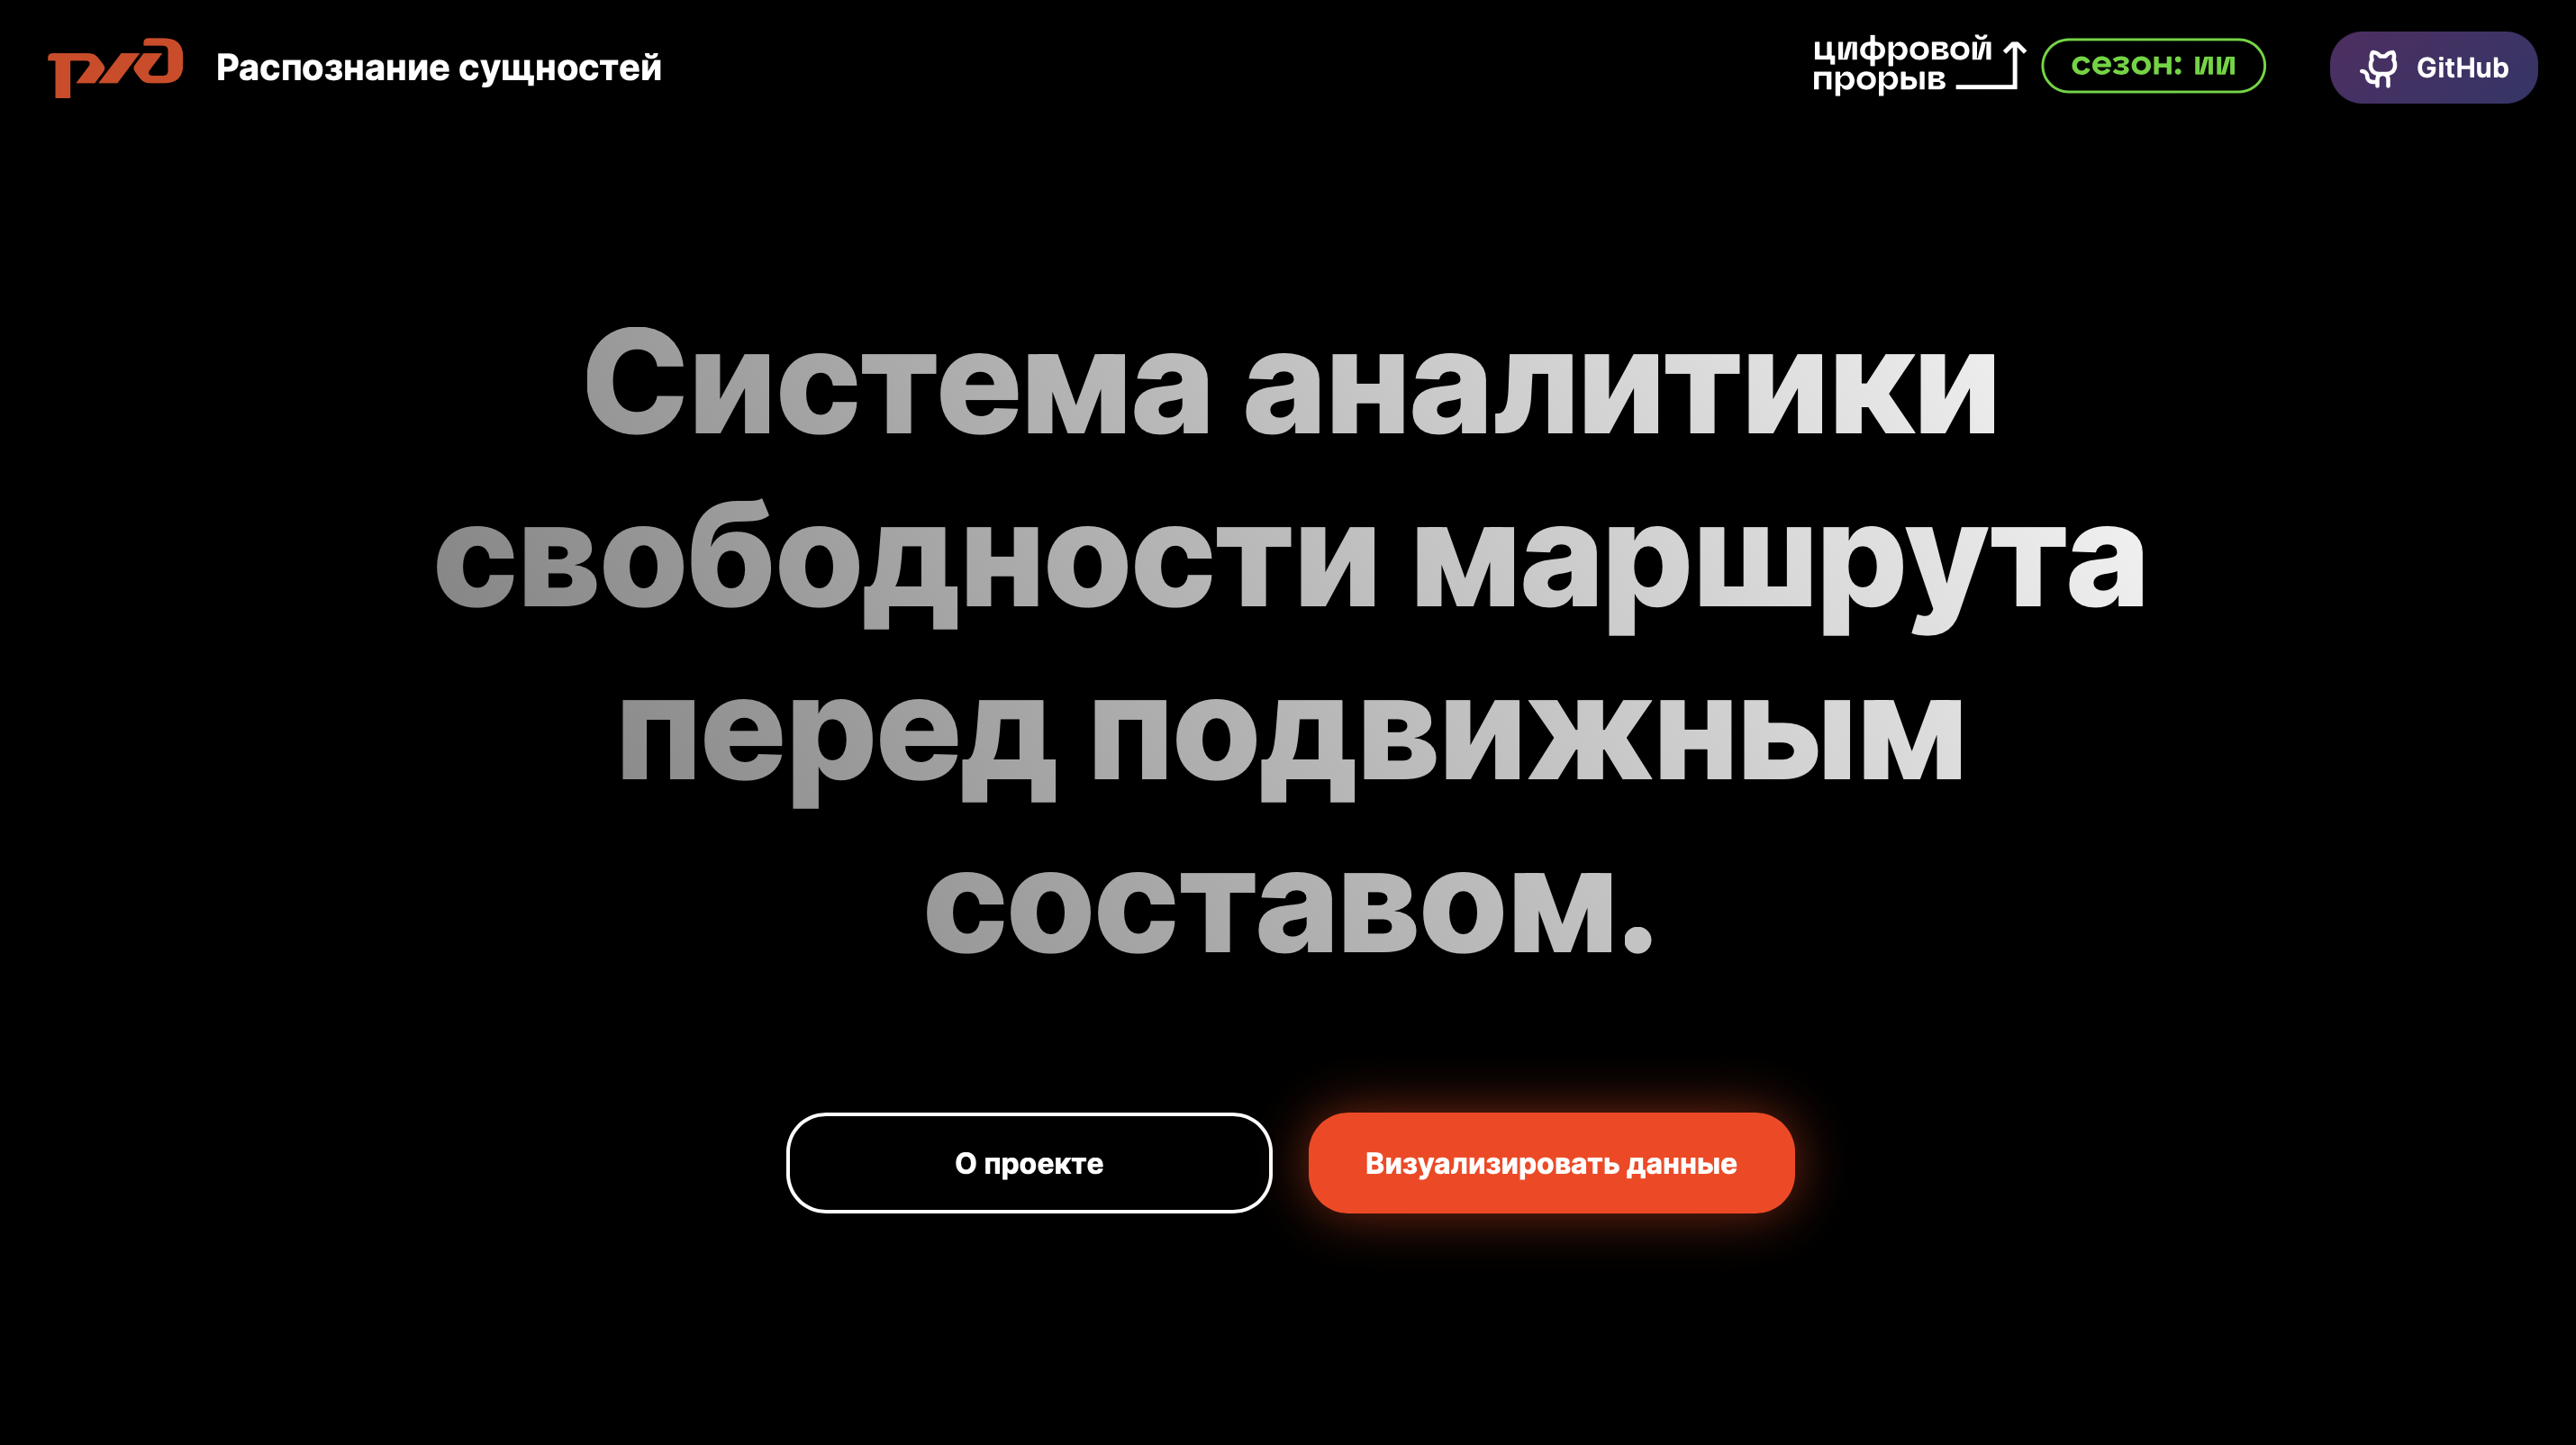 ржд Распознание сущностей
цифровой
прорыв
сезон: ии
GitHub
Система аналитики
свободности маршрута
перед подвижным
составом.
О проекте
Визуализировать данные